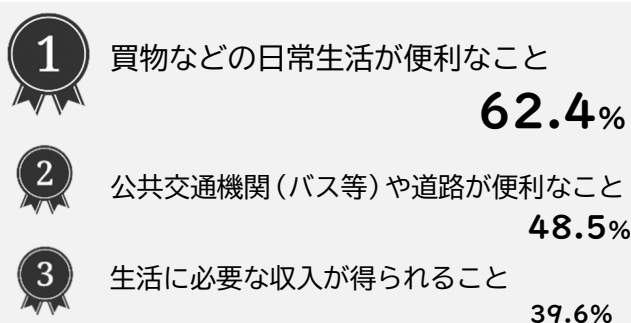 1
買物などの日常生活が便利なこと
62.4%
2
公共交通機関(バス等)や道路が便利なこと
48.5%
3
生活に必要な収入が得られること
39.6%